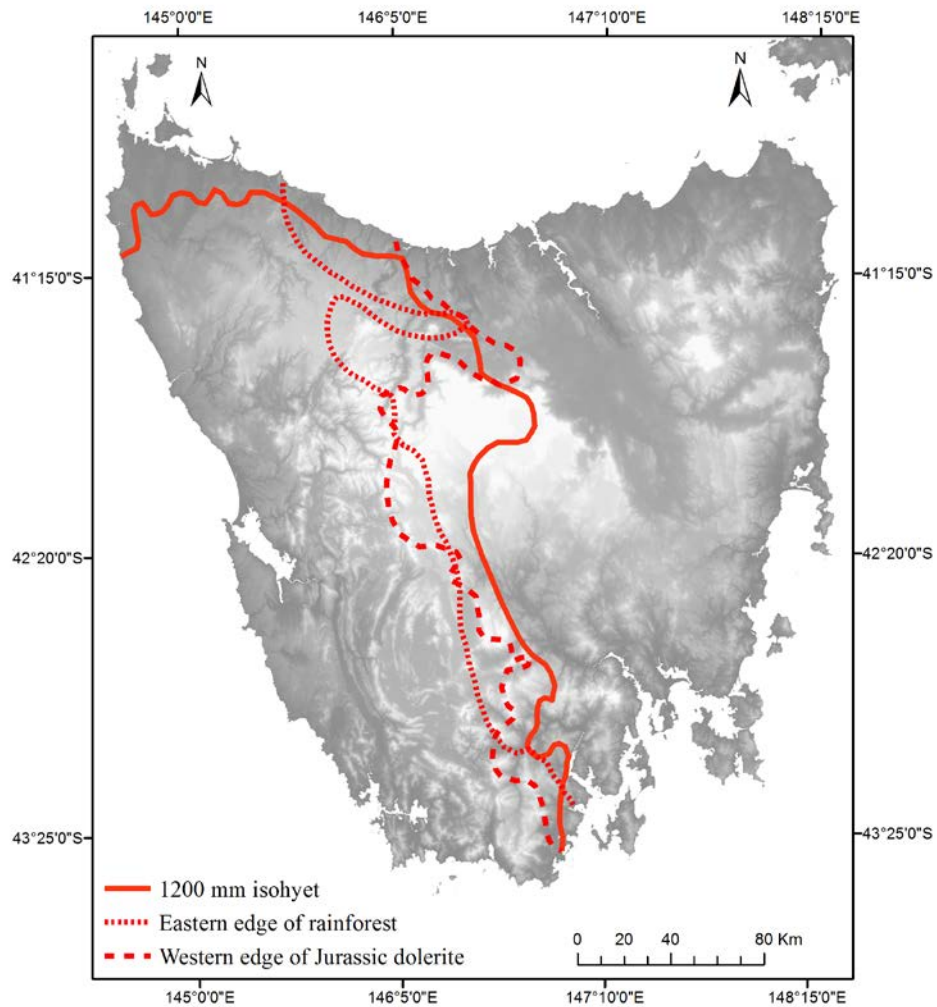 145°0'0"E 146°5'0"E 147°10'0"E 148°15'0"E
N N
41°15'0"S 41°15'0"S
42°20'0"S 42°20'0"S
43°25'0"S 43°25'0"S
1200 mm isohyet
Eastern edge of rainforest
Western edge of Jurassic dolerite
0 20 40 80 Km
145°0'0"E 146°5'0"E 147°10'0"E 148°15'0"E